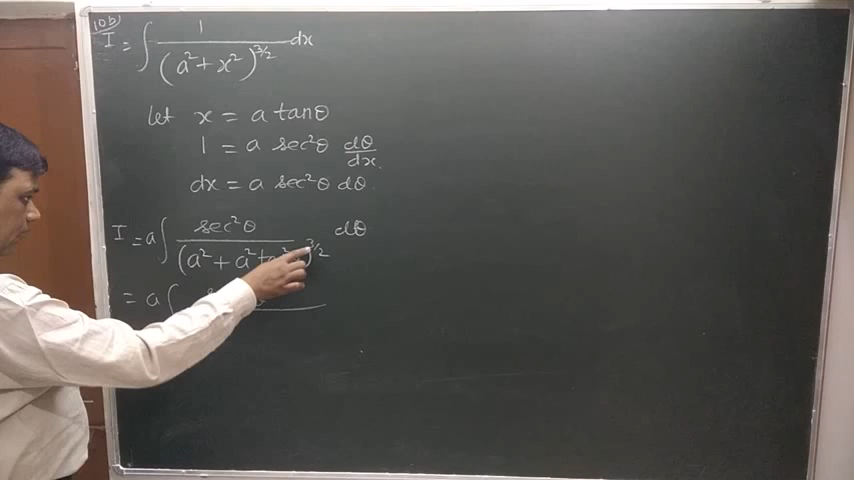 10b)
I = ∫ 1 / (a² + x²)^3/2 dx
let x = a tanθ
1 = a sec²θ dθ/dx.
dx = a sec²θ dθ.
I = a ∫ sec²θ / (a² + a² )^3/2 dθ
= a ∫